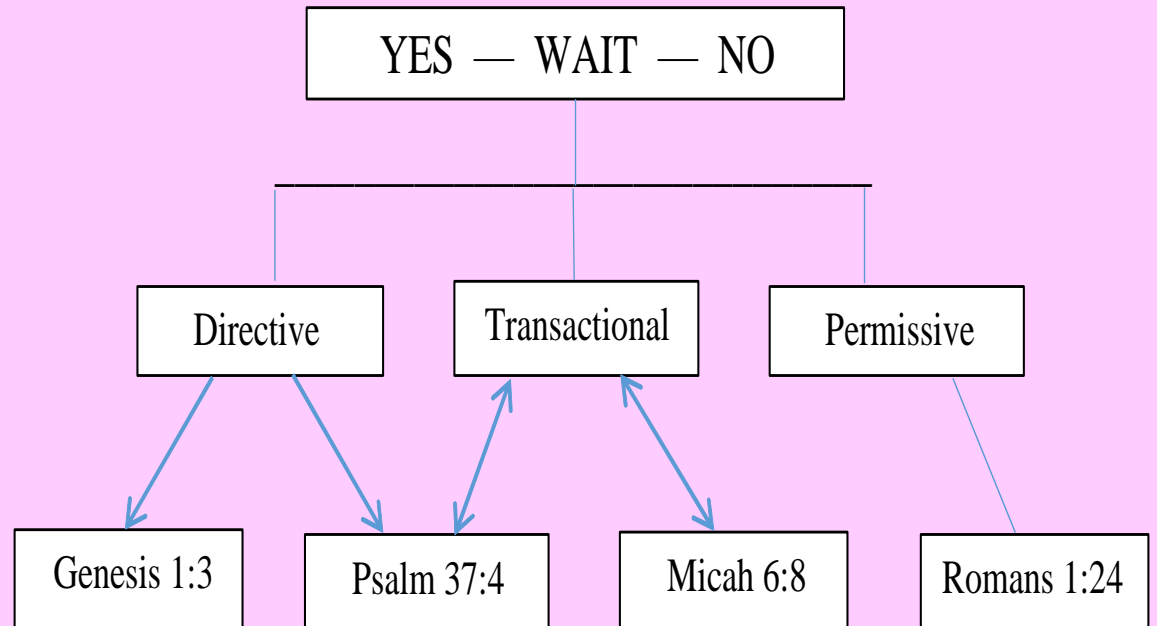 YES — WAIT — NO
Directive
Transactional
Permissive
Genesis 1:3
Psalm 37:4
Micah 6:8
Romans 1:24